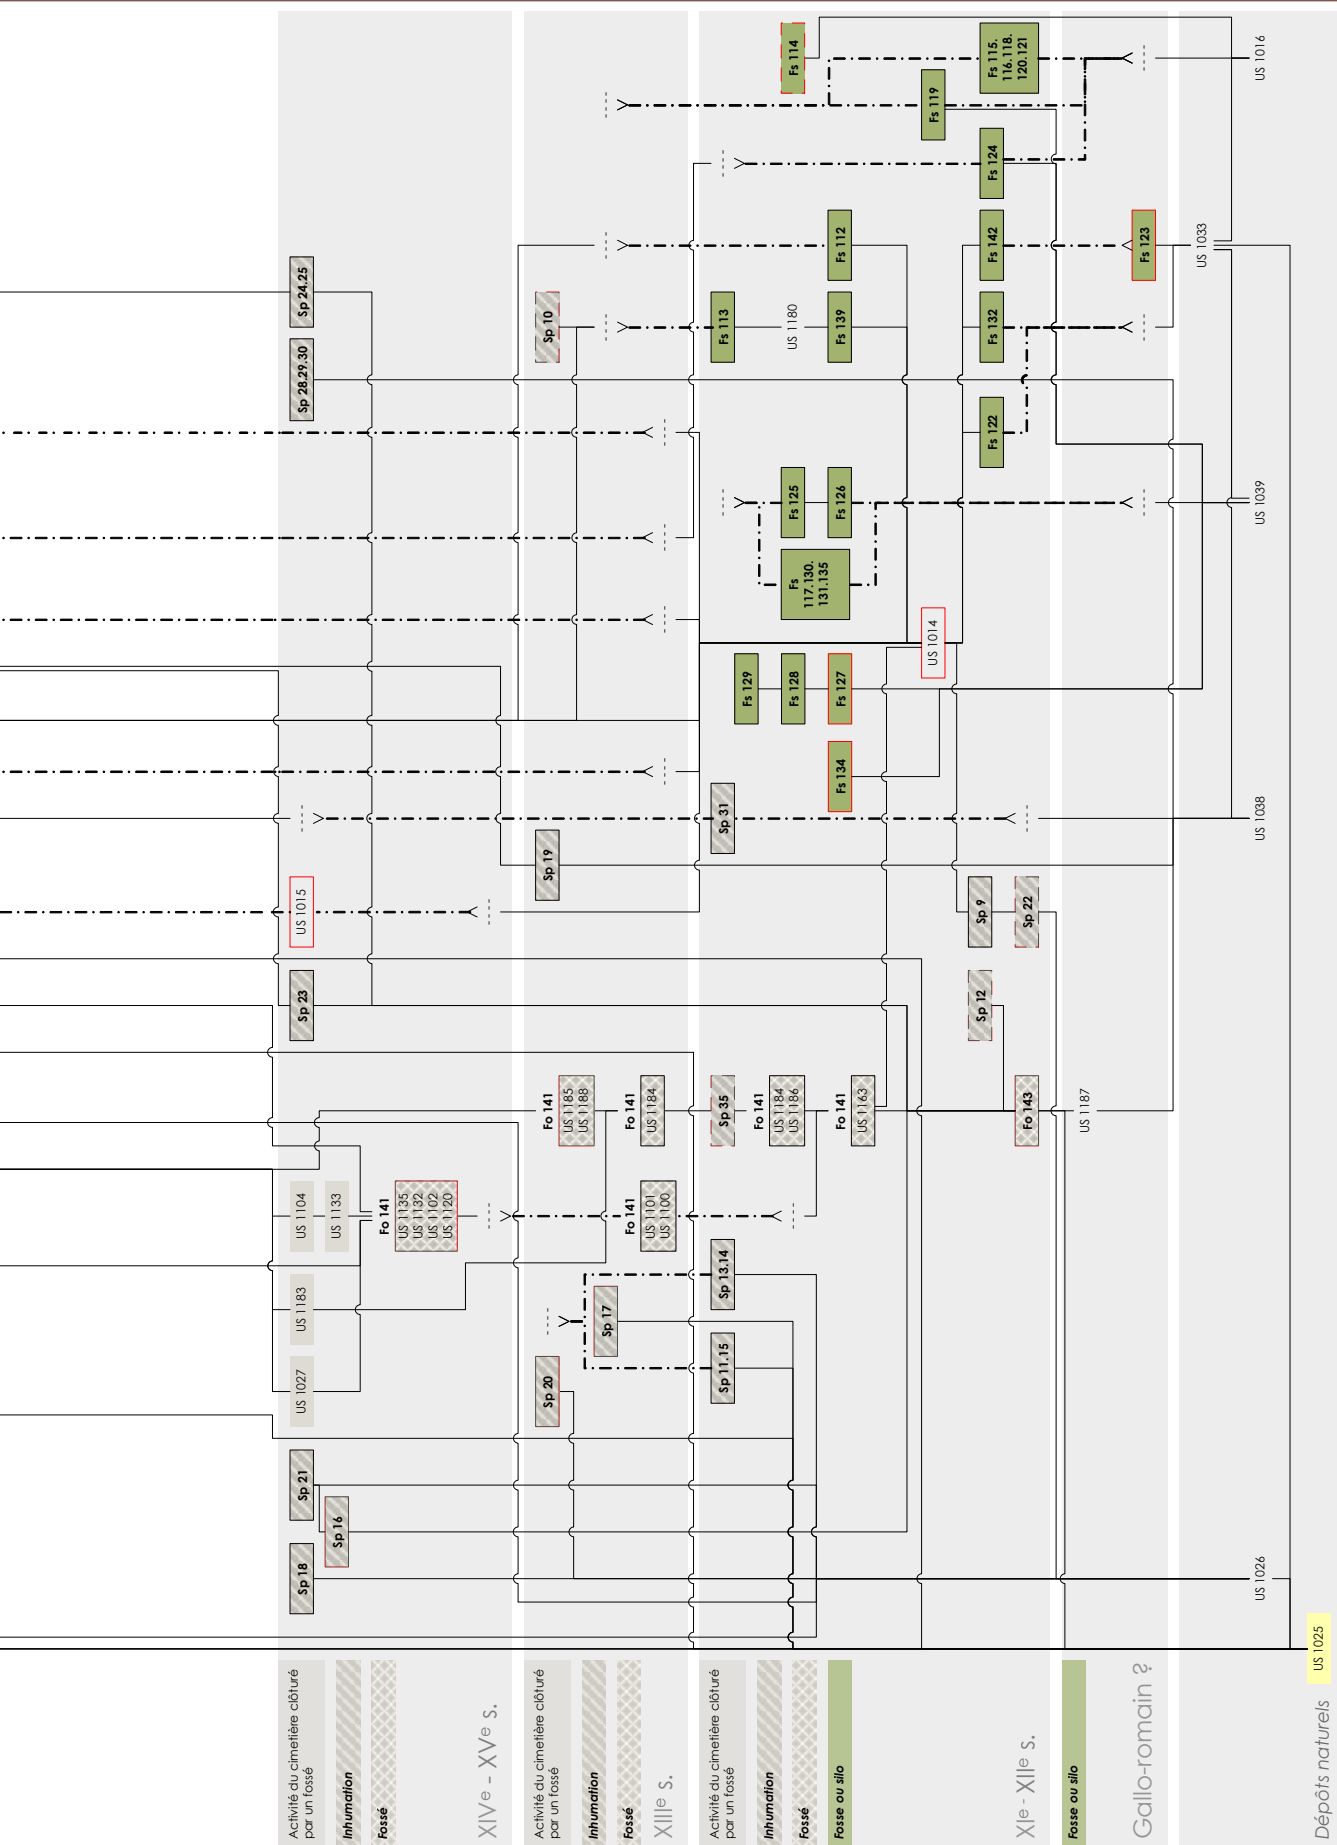 Activité du cimetière clôturé
par un fossé
Inhumation
Fossé
XIVe - XVe s.
Sp 18
Sp 16
Sp 21
US 1027
US 1183
US 1104
US 1133
Fo 141
US 1135
US 1132
US 1102
US 1120
Sp 23
US 1015
Sp 28.29.30
Sp 24.25
Activité du cimetière clôturé
par un fossé
Inhumation
Fossé
XIIIe s.
Sp 20
Sp 17
Fo 141
US 1101
US 1100
Fo 141
US 1185
US 1188
Fo 141
US 1184
Sp 19
Sp 10
Activité du cimetière clôturé
par un fossé
Inhumation
Fossé
Fosse ou silo
XIe - XIIe s.
Sp 11.15
Sp 13.14
Sp 35
Fo 141
US 1184
US 1186
Fo 141
US 1163
Fo 143
Sp 12
Sp 9
Sp 22
Sp 31
Fs 134
Fs 129
Fs 128
Fs 127
US 1014
Fs
117.130.
131.135
Fs 125
Fs 126
Fs 122
Fs 113
US 1180
Fs 139
Fs 132
Fs 112
Fs 142
Fs 124
Fs 119
Fs 114
Fs 115.
116.118.
120.121
Fosse ou silo
Gallo-romain ?
US 1187
Fs 123
Dépôts naturels
US 1025
US 1026
US 1038
US 1039
US 1033
US 1016